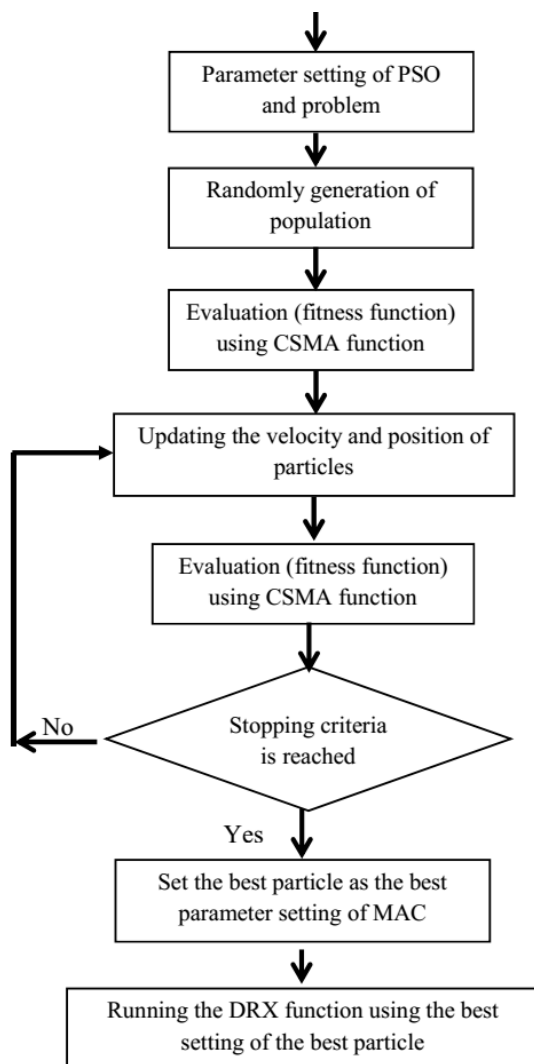 Parameter setting of PSO
and problem
Randomly generation of
population
Evaluation (fitness function)
using CSMA function
Updating the velocity and position of
particles
Evaluation (fitness function)
using CSMA function
Stopping criteria
is reached
No
Yes
Set the best particle as the best
parameter setting of MAC
Running the DRX function using the best
setting of the best particle